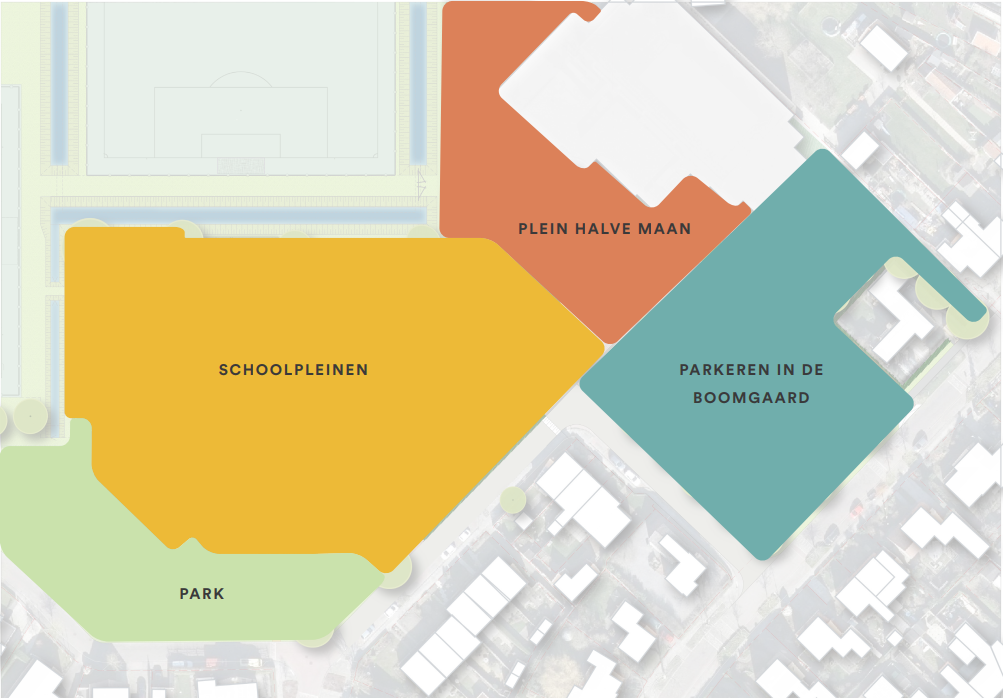 PLEIN HALVE MAAN
SCHOOLPLEINEN
PARKEREN IN DE
BOOMGAARD
PARK